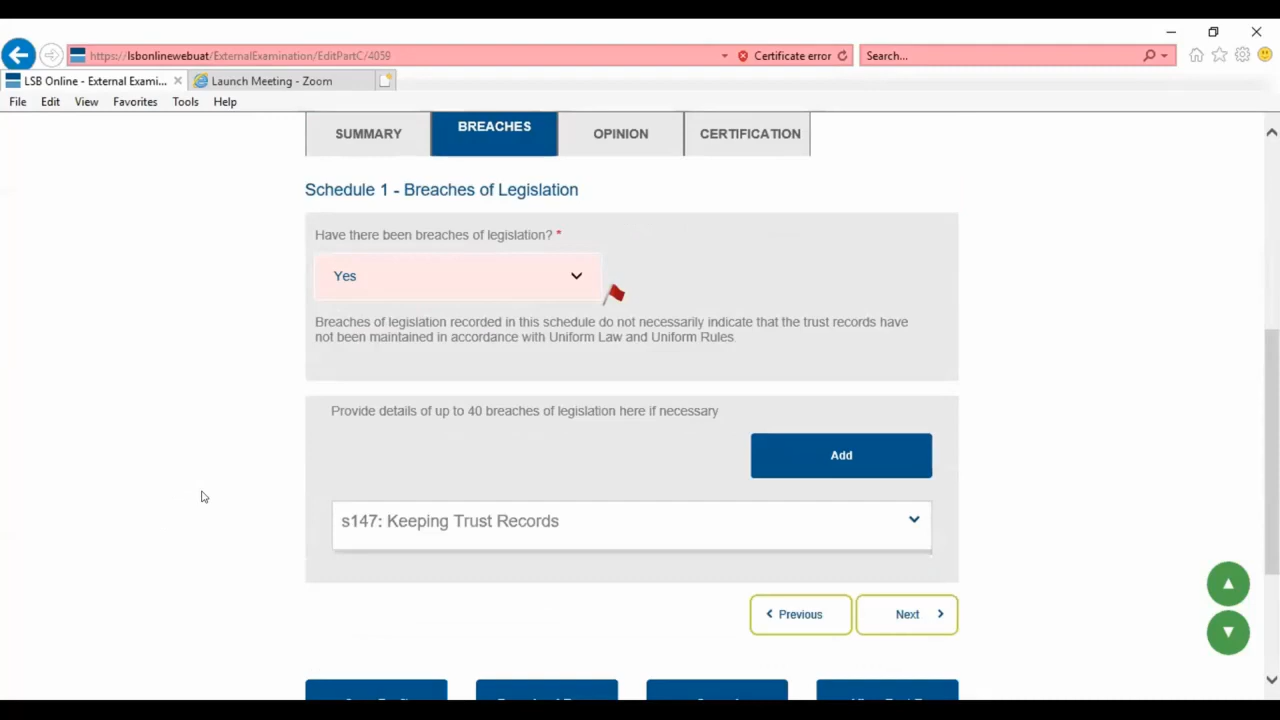 https://lsbonlinewebuat/ExternalExamination/EditPartC/4059
Certificate error
Search...
LSB Online - External Exami...
Launch Meeting - Zoom
File Edit View Favorites Tools Help
SUMMARY
BREACHES
OPINION
CERTIFICATION
Schedule 1 - Breaches of Legislation
Have there been breaches of legislation? *
Yes
Breaches of legislation recorded in this schedule do not necessarily indicate that the trust records have
not been maintained in accordance with Uniform Law and Uniform Rules.
Provide details of up to 40 breaches of legislation here if necessary
Add
s147: Keeping Trust Records
Previous
Next